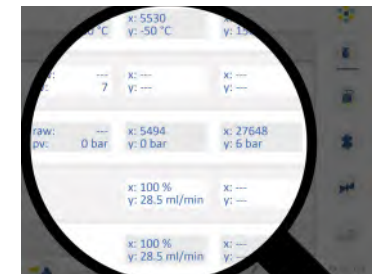 x: 5530
°C y: -50 °C
--- x: --- x: ---
7 y: --- y: ---
raw: --- x: 5494 x: 27648
pv: 0 bar y: 0 bar y: 6 bar
x: 100 % x: ---
y: 28.5 ml/min y: ---
x: 100 % x: ---
y: 28.5 ml/min y: ---